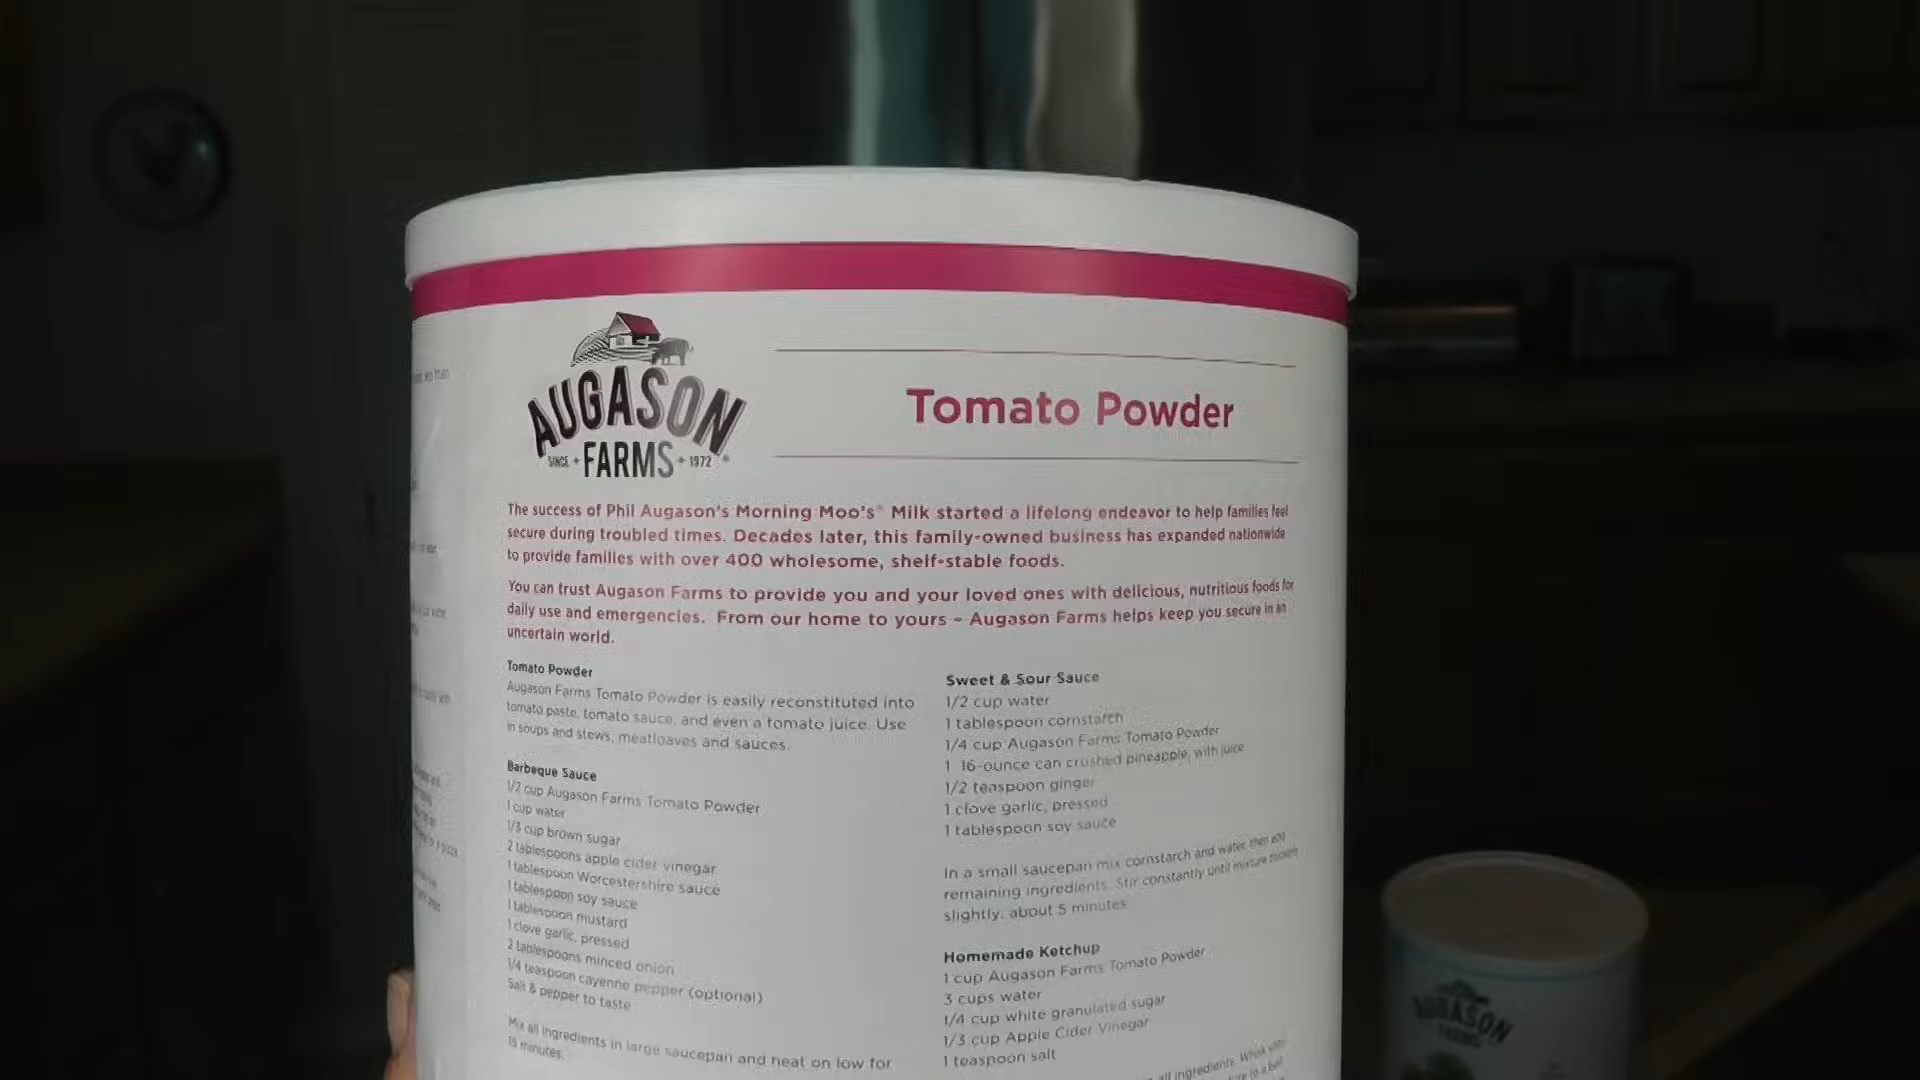 AUGASON
SINCE + FARMS + 1972
Tomato Powder
The success of Phil Augason's Morning Moo's® Milk started a lifelong endeavor to help families feel
secure during troubled times. Decades later, this family-owned business has expanded nationwide
to provide families with over 400 wholesome, shelf-stable foods.
You can trust Augason Farms to provide you and your loved ones with delicious, nutritious foods for
daily use and emergencies. From our home to yours – Augason Farms helps keep you secure in an
uncertain world.
Tomato Powder
Augason Farms Tomato Powder is easily reconstituted into
tomato paste, tomato sauce, and even a tomato juice. Use
in soups and stews, meatloaves and sauces.
Barbeque Sauce
1/2 cup Augason Farms Tomato Powder
1 cup water
1/3 cup brown sugar
2 tablespoons apple cider vinegar
1 tablespoon Worcestershire sauce
1 tablespoon soy sauce
1 tablespoon mustard
1 clove garlic, pressed
2 tablespoons minced onion
1/4 teaspoon cayenne pepper (optional)
Salt & pepper to taste
Mix all ingredients in large saucepan and heat on low for
15 minutes.
Sweet & Sour Sauce
1/2 cup water
1 tablespoon cornstarch
1/4 cup Augason Farms Tomato Powder
1 16-ounce can crushed pineapple, with juice
1/2 teaspoon ginger
1 clove garlic, pressed
1 tablespoon soy sauce
In a small saucepan mix cornstarch and water, then add
remaining ingredients. Stir constantly until mixture thickens
slightly, about 5 minutes.
Homemade Ketchup
1 cup Augason Farms Tomato Powder
3 cups water
1/4 cup white granulated sugar
1/3 cup Apple Cider Vinegar
1 teaspoon salt
all ingredients. While
to a boil
AUGASON
FARMS